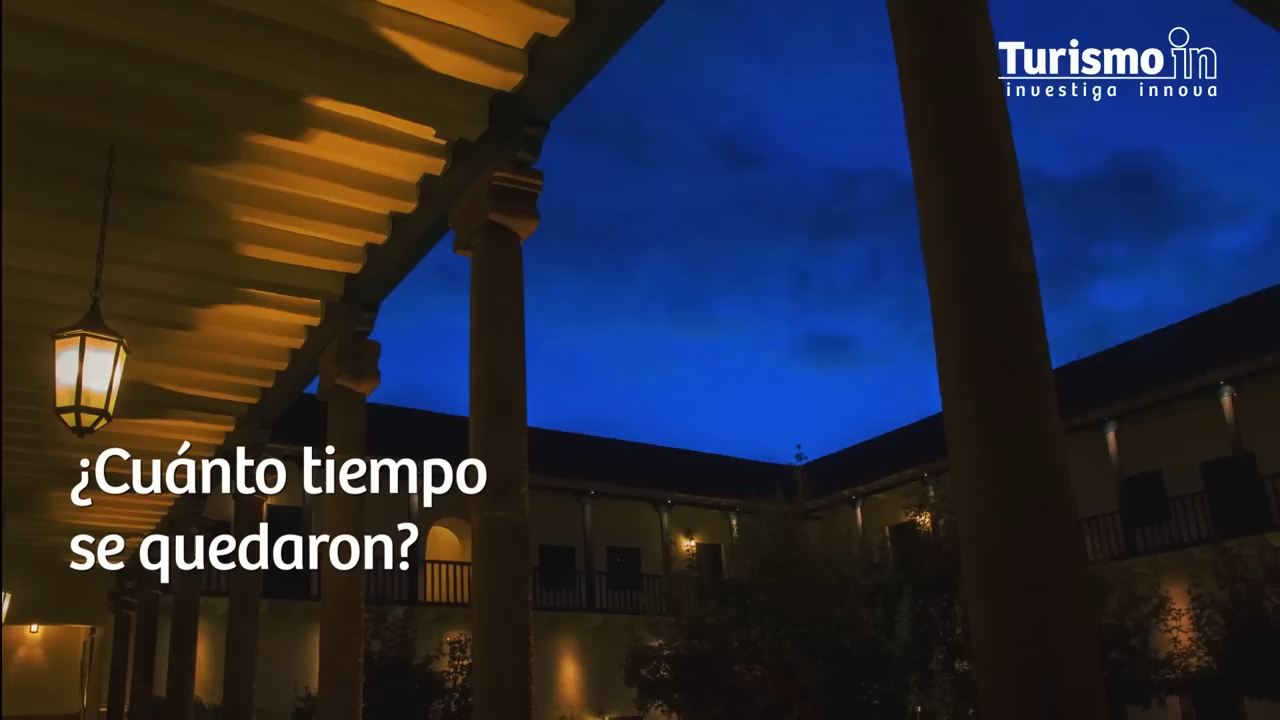 Turismo in
investiga innova
¿Cuánto tiempo
se quedaron?